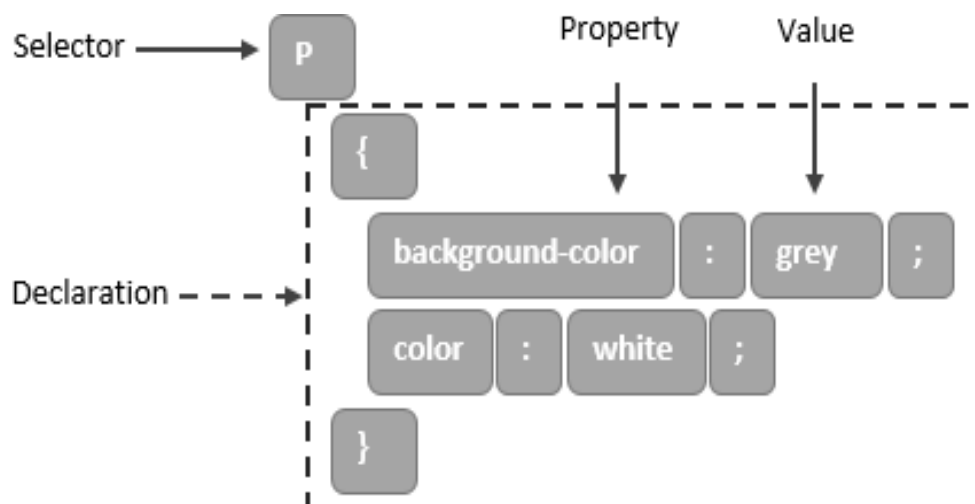 Property Value
Selector P
{
background-color : grey ;
Declaration
color : white ;
}